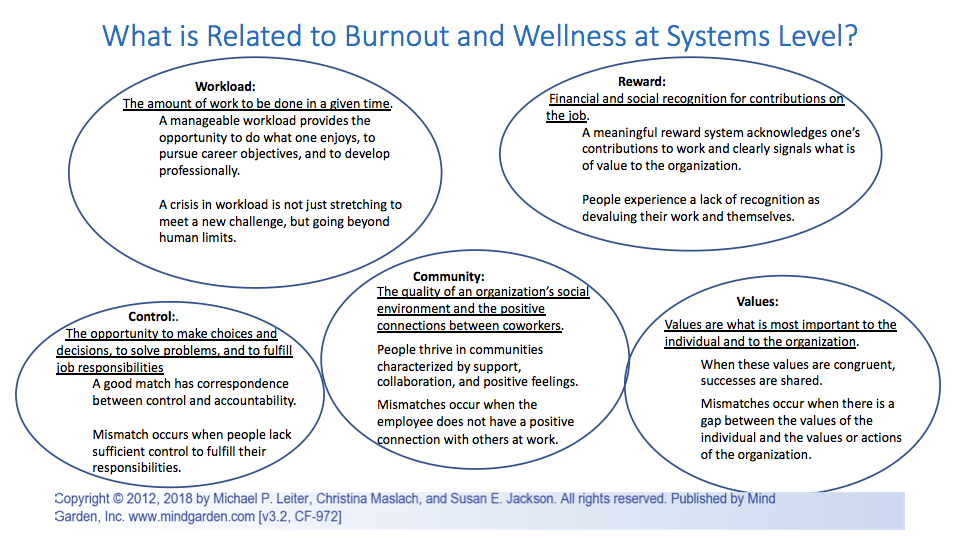 What is Related to Burnout and Wellness at Systems Level?
Workload:
The amount of work to be done in a given time.
A manageable workload provides the
opportunity to do what one enjoys, to
pursue career objectives, and to develop
professionally.
A crisis in workload is not just stretching to
meet a new challenge, but going beyond
human limits.
Reward:
Financial and social recognition for contributions on
the job.
A meaningful reward system acknowledges one's
contributions to work and clearly signals what is
of value to the organization.
People experience a lack of recognition as
devaluing their work and themselves.
Control:.
The opportunity to make choices and
decisions, to solve problems, and to fulfill
job responsibilities
A good match has correspondence
between control and accountability.
Mismatch occurs when people lack
sufficient control to fulfill their
responsibilities.
Community:
The quality of an organization's social
environment and the positive
connections between coworkers.
People thrive in communities
characterized by support,
collaboration, and positive feelings.
Mismatches occur when the
employee does not have a positive
connection with others at work.
Values:
Values are what is most important to the
individual and to the organization.
When these values are congruent,
successes are shared.
Mismatches occur when there is a
gap between the values of the
individual and the values or actions
of the organization.
Copyright © 2012, 2018 by Michael P. Leiter, Christina Maslach, and Susan E. Jackson. All rights reserved. Published by Mind
Garden, Inc. www.mindgarden.com [v3.2, CF-972]